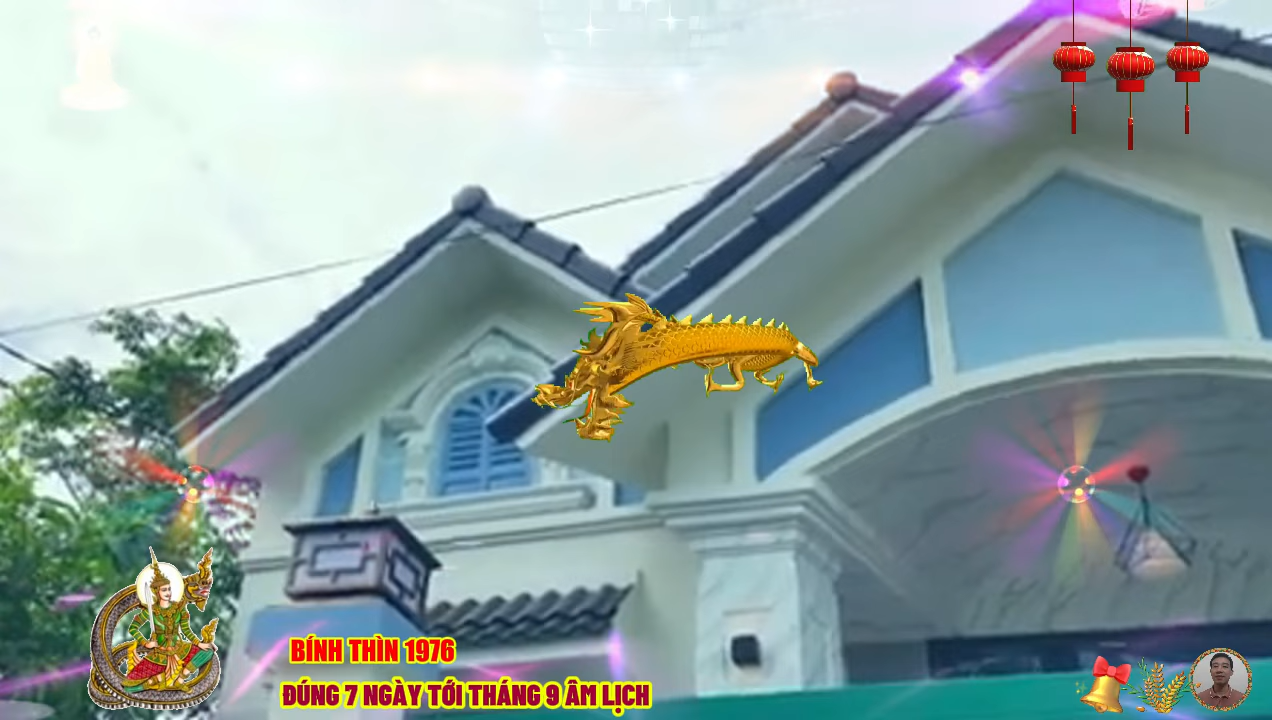 BÍNH THÌN 1976
ĐÚNG 7 NGÀY TỚI THÁNG 9 ÂM LỊCH